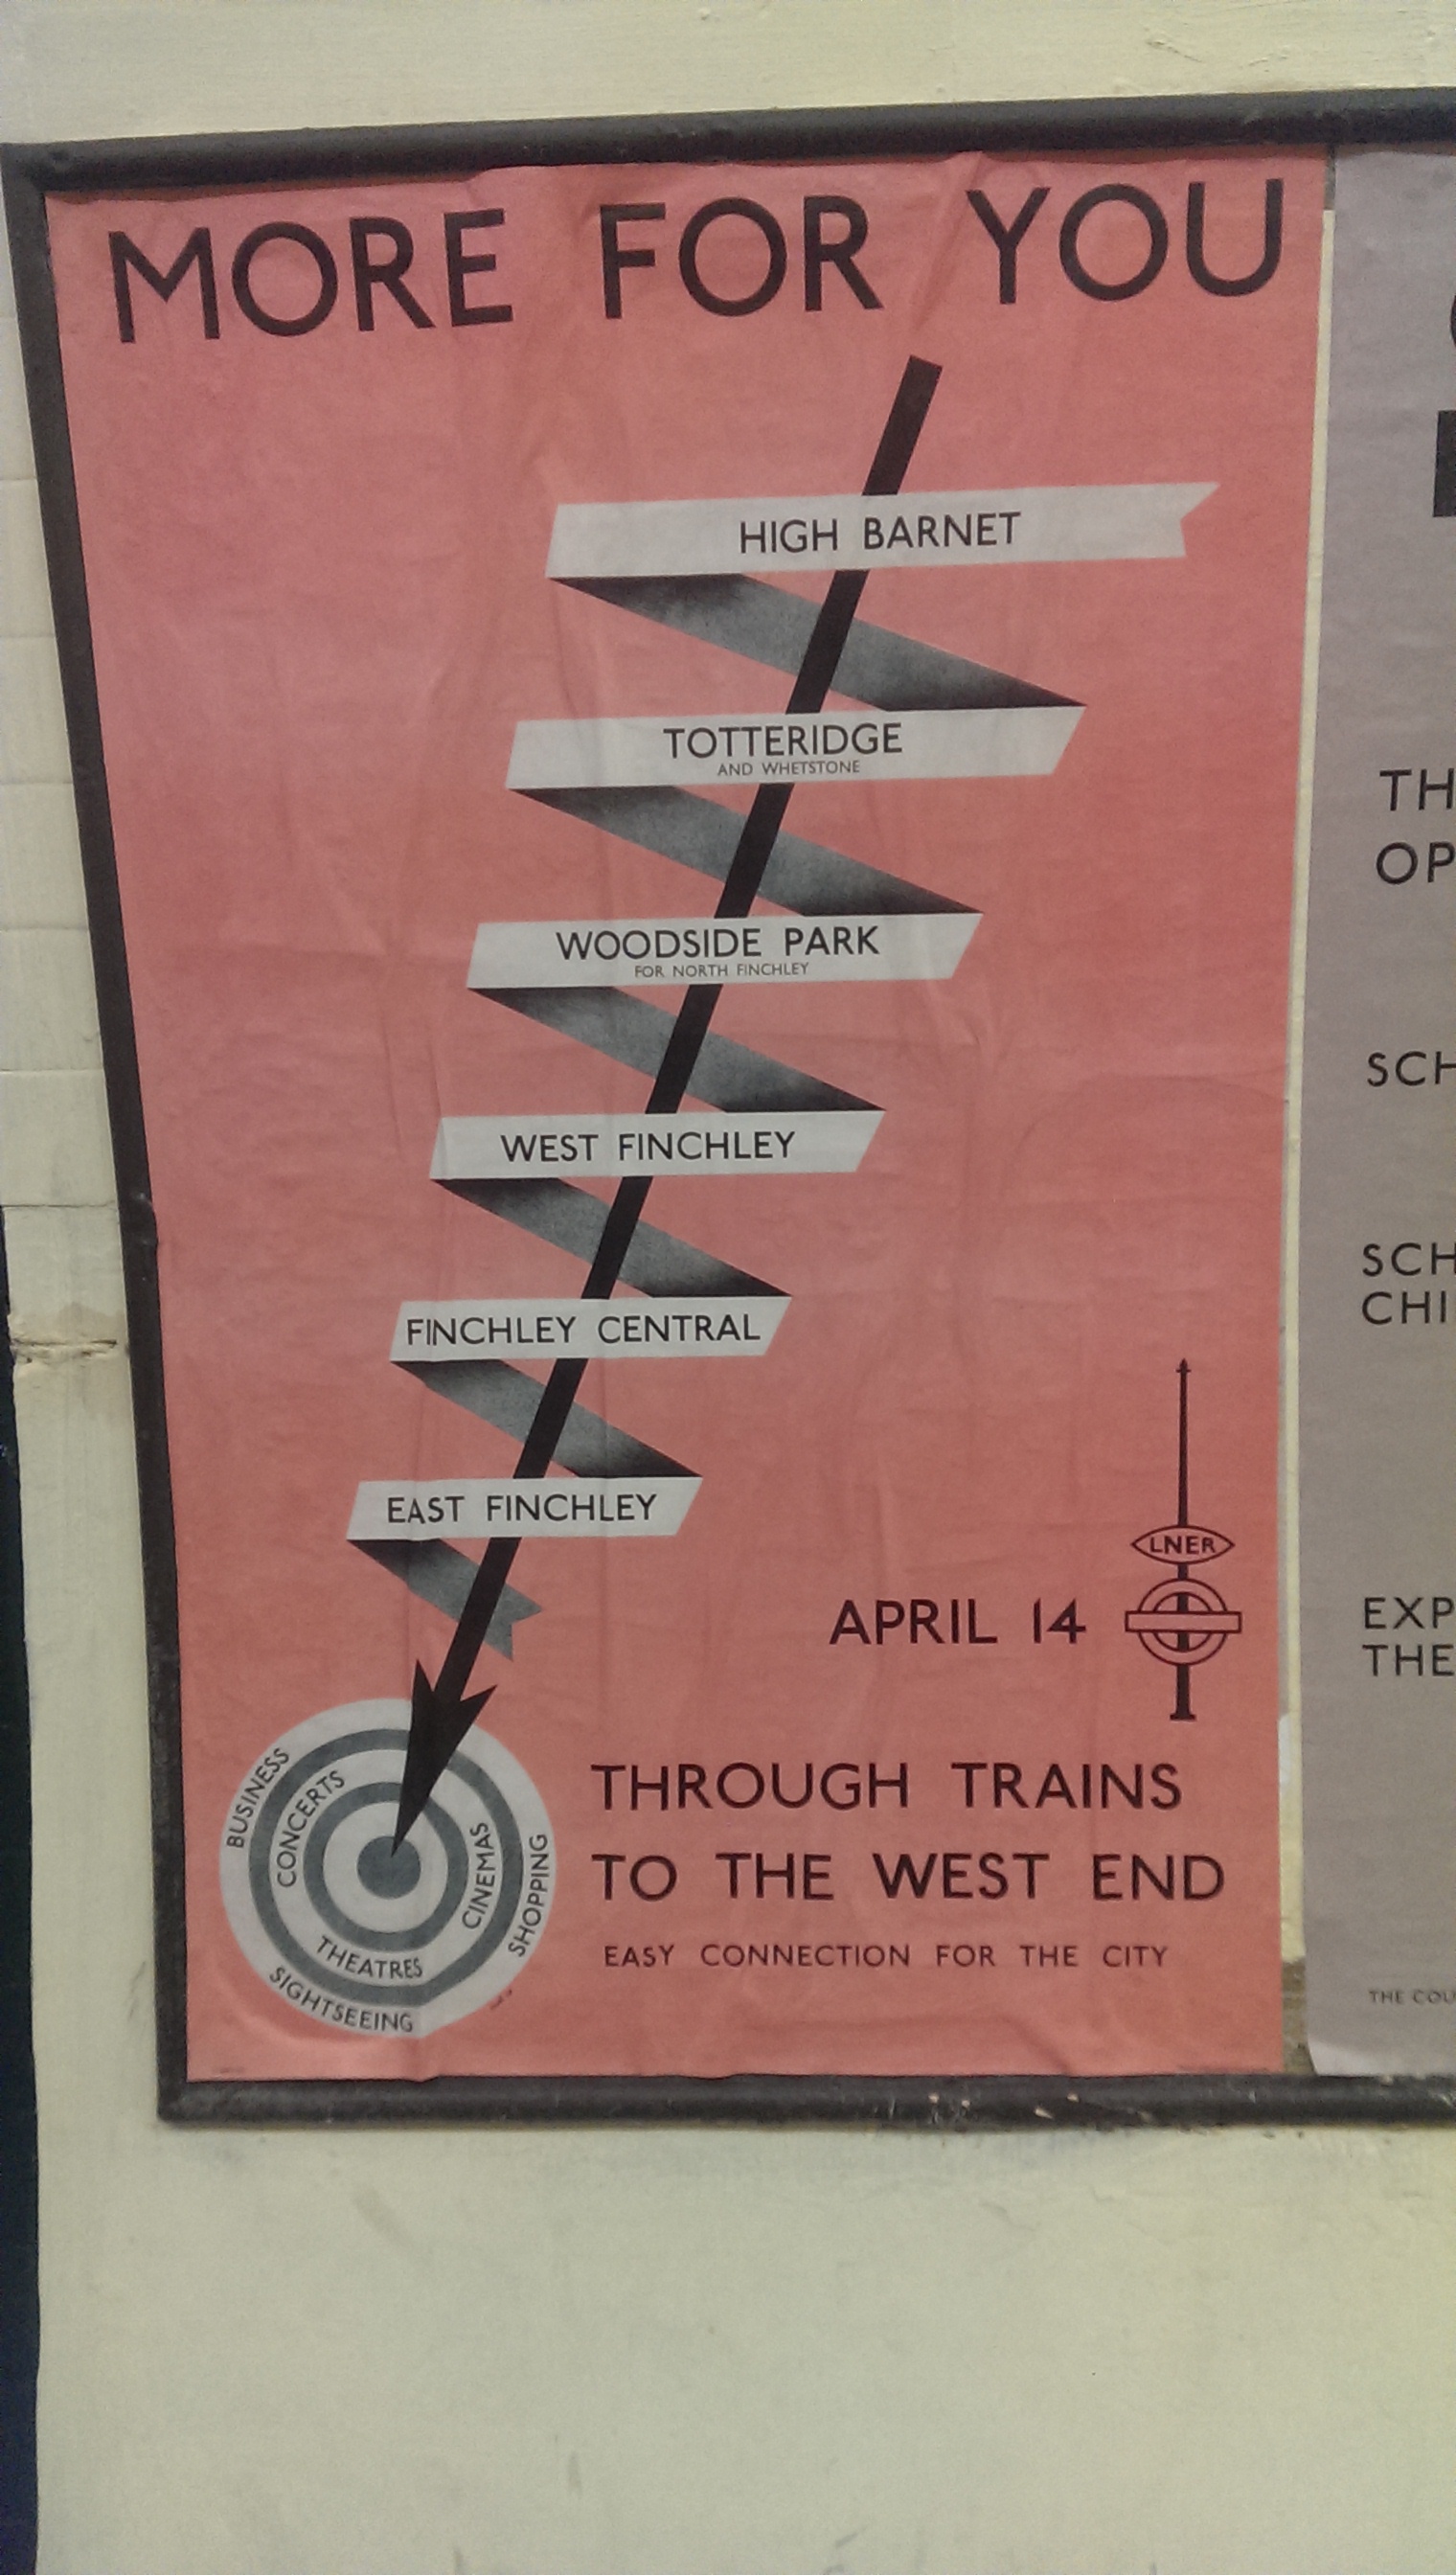 MORE FOR YOU
HIGH BARNET
TOTTERIDGE
AND WHETSTONE
WOODSIDE PARK
FOR NORTH FINCHLEY
WEST FINCHLEY
FINCHLEY CENTRAL
EAST FINCHLEY
LNER
APRIL 14
BUSINESS
CONCERTS
CINEMAS
SHOPPING
THEATRES
SIGHTSEEING
THROUGH TRAINS
TO THE WEST END
EASY CONNECTION FOR THE CITY
TH
OP
SCH
SCH
CHI
EXP
THE
THE COU